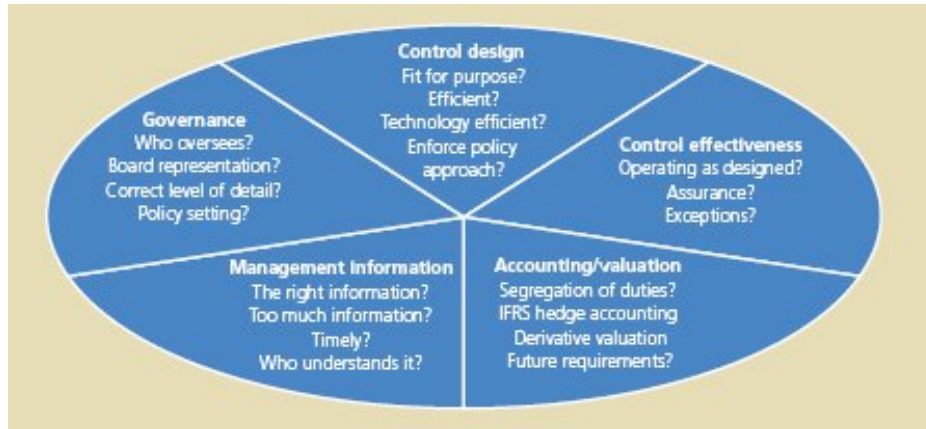 Control design
Fit for purpose?
Efficient?
Technology efficient?
Enforce policy
approach?
Governance
Who oversees?
Board representation?
Correct level of detail?
Policy setting?
Control effectiveness
Operating as designed?
Assurance?
Exceptions?
Management information
The right information?
Too much information?
Timely?
Who understands it?
Accounting/valuation
Segregation of duties?
IFRS hedge accounting
Derivative valuation
Future requirements?